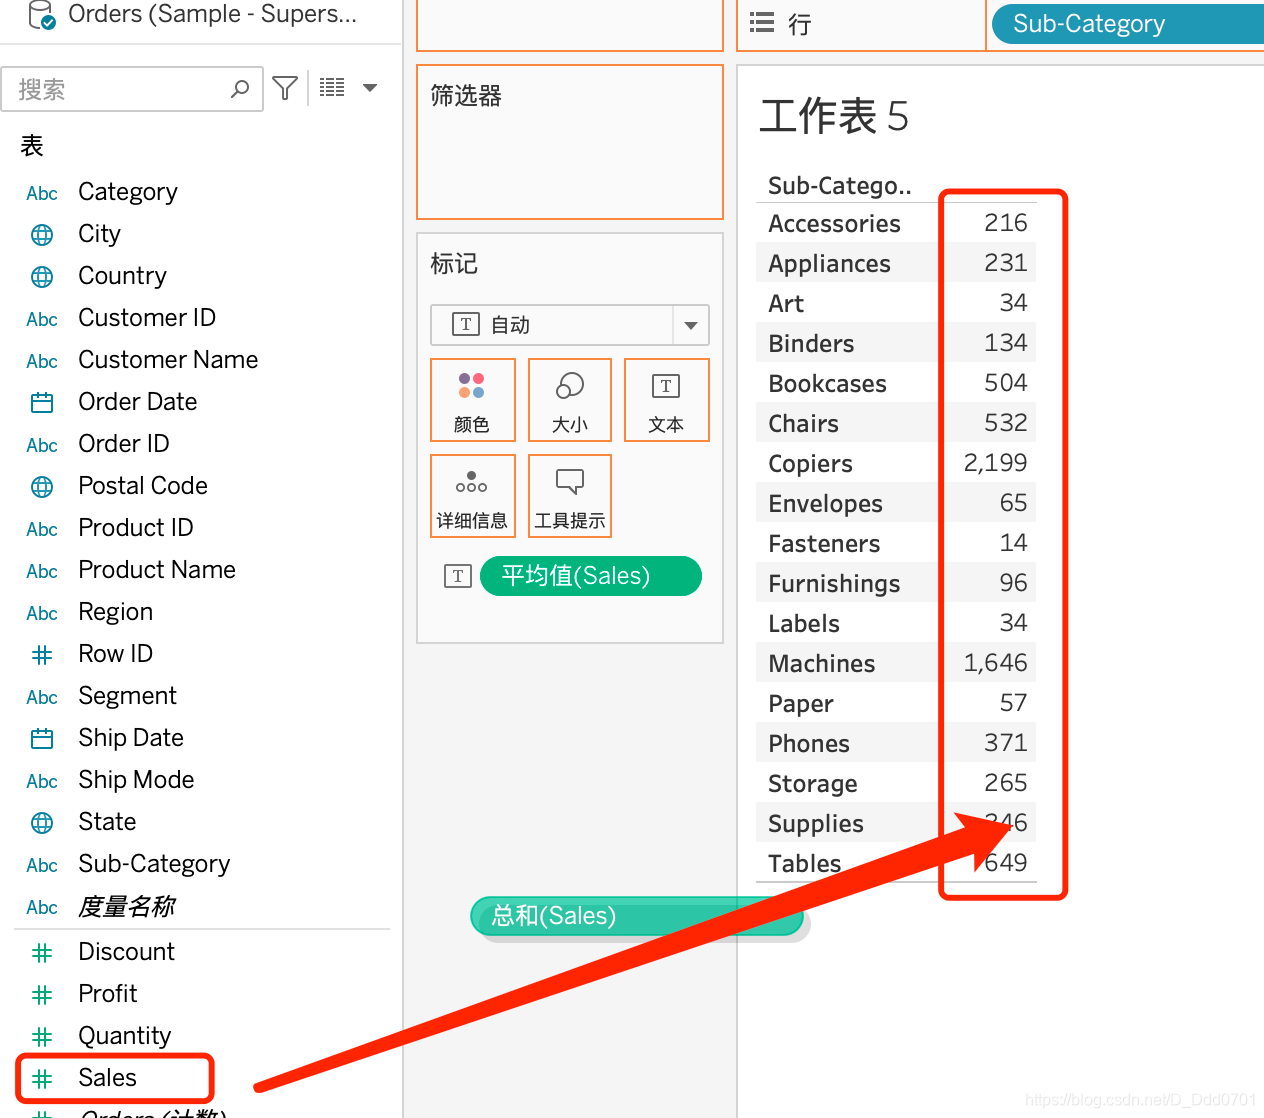 Orders (Sample - Supers...
搜索
表
Abc Category
City
Country
Abc Customer ID
Abc Customer Name
Order Date
Abc Order ID
Postal Code
Abc Product ID
Abc Product Name
Abc Region
Row ID
Abc Segment
Ship Date
Abc Ship Mode
State
Abc Sub-Category
Abc 度量名称
Discount
Profit
Quantity
Sales
Orders (计数)
筛选器
标记
T 自动
颜色 大小 T 文本
详细信息 工具提示
T 平均值(Sales)
总和(Sales)
行 Sub-Category
工作表 5
Sub-Catego..
Accessories 216
Appliances 231
Art 34
Binders 134
Bookcases 504
Chairs 532
Copiers 2,199
Envelopes 65
Fasteners 14
Furnishings 96
Labels 34
Machines 1,646
Paper 57
Phones 371
Storage 265
Supplies 246
Tables 649
https://blog.csdn.net/D_Ddd0701